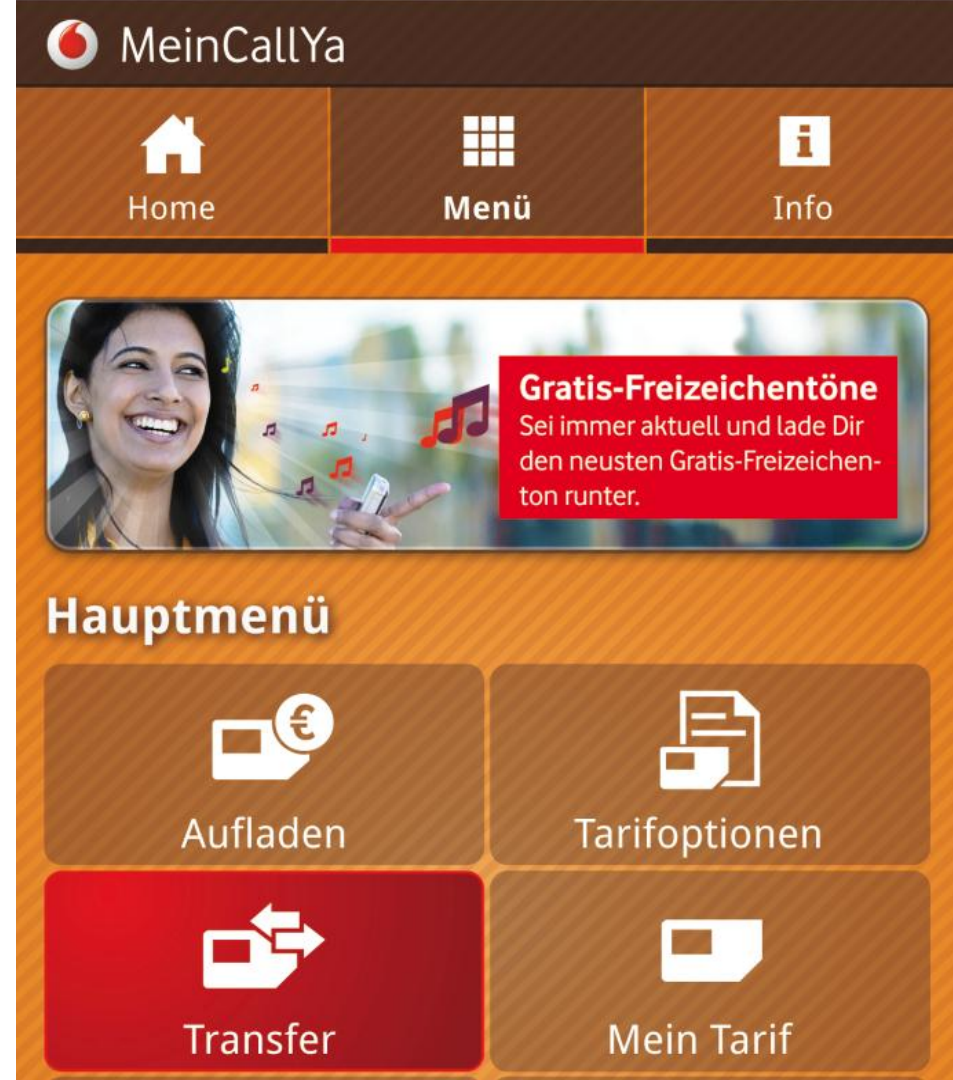 MeinCallYa
Home
Menü
Info
Gratis-Freizeichentöne
Sei immer aktuell und lade Dir
den neusten Gratis-Freizeichen-
ton runter.
Hauptmenü
Aufladen
Tarifoptionen
Transfer
Mein Tarif